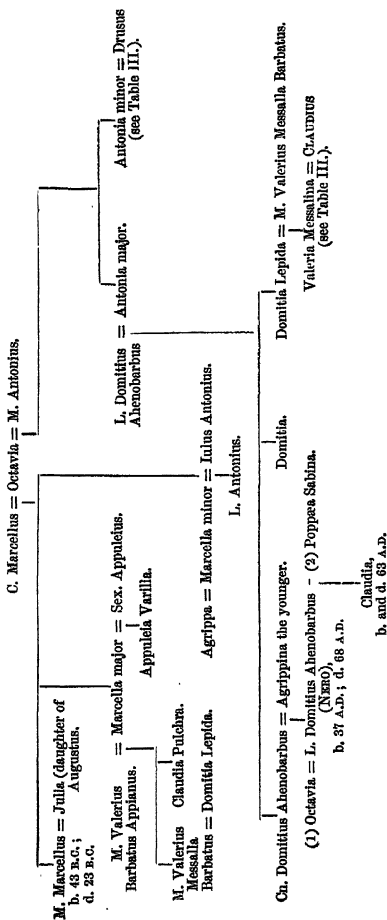 C. Marcellus = Octavia = M. Antonius.
M. Marcellus = Julia (daughter of
b. 43 B.C.; Augustus.
d. 23 B.C.
Antonia minor = Drusus
(see Table III.).
L. Domitius = Antonia major.
Ahenobarbus
M. Valerius = Marcella major = Sex. Appuleius.
Barbatus Appianus.
Appuleia Varilla.
M. Valerius Claudia Pulchra.
Messalla
Barbatus = Domitia Lepida.
Agrippa = Marcella minor = Iulus Antonius.
L. Antonius.
Cn. Domitius Ahenobarbus = Agrippina the younger.
Domitia.
Domitia Lepida = M. Valerius Messalla Barbatus.
(1) Octavia = L. Domitius Ahenobarbus - (2) Poppæa Sabina.
(NERO),
b. 37 A.D.; d. 68 A.D.
Valeria Messalina = CLAUDIUS
(see Table III.).
Claudia,
b. and d. 63 A.D.